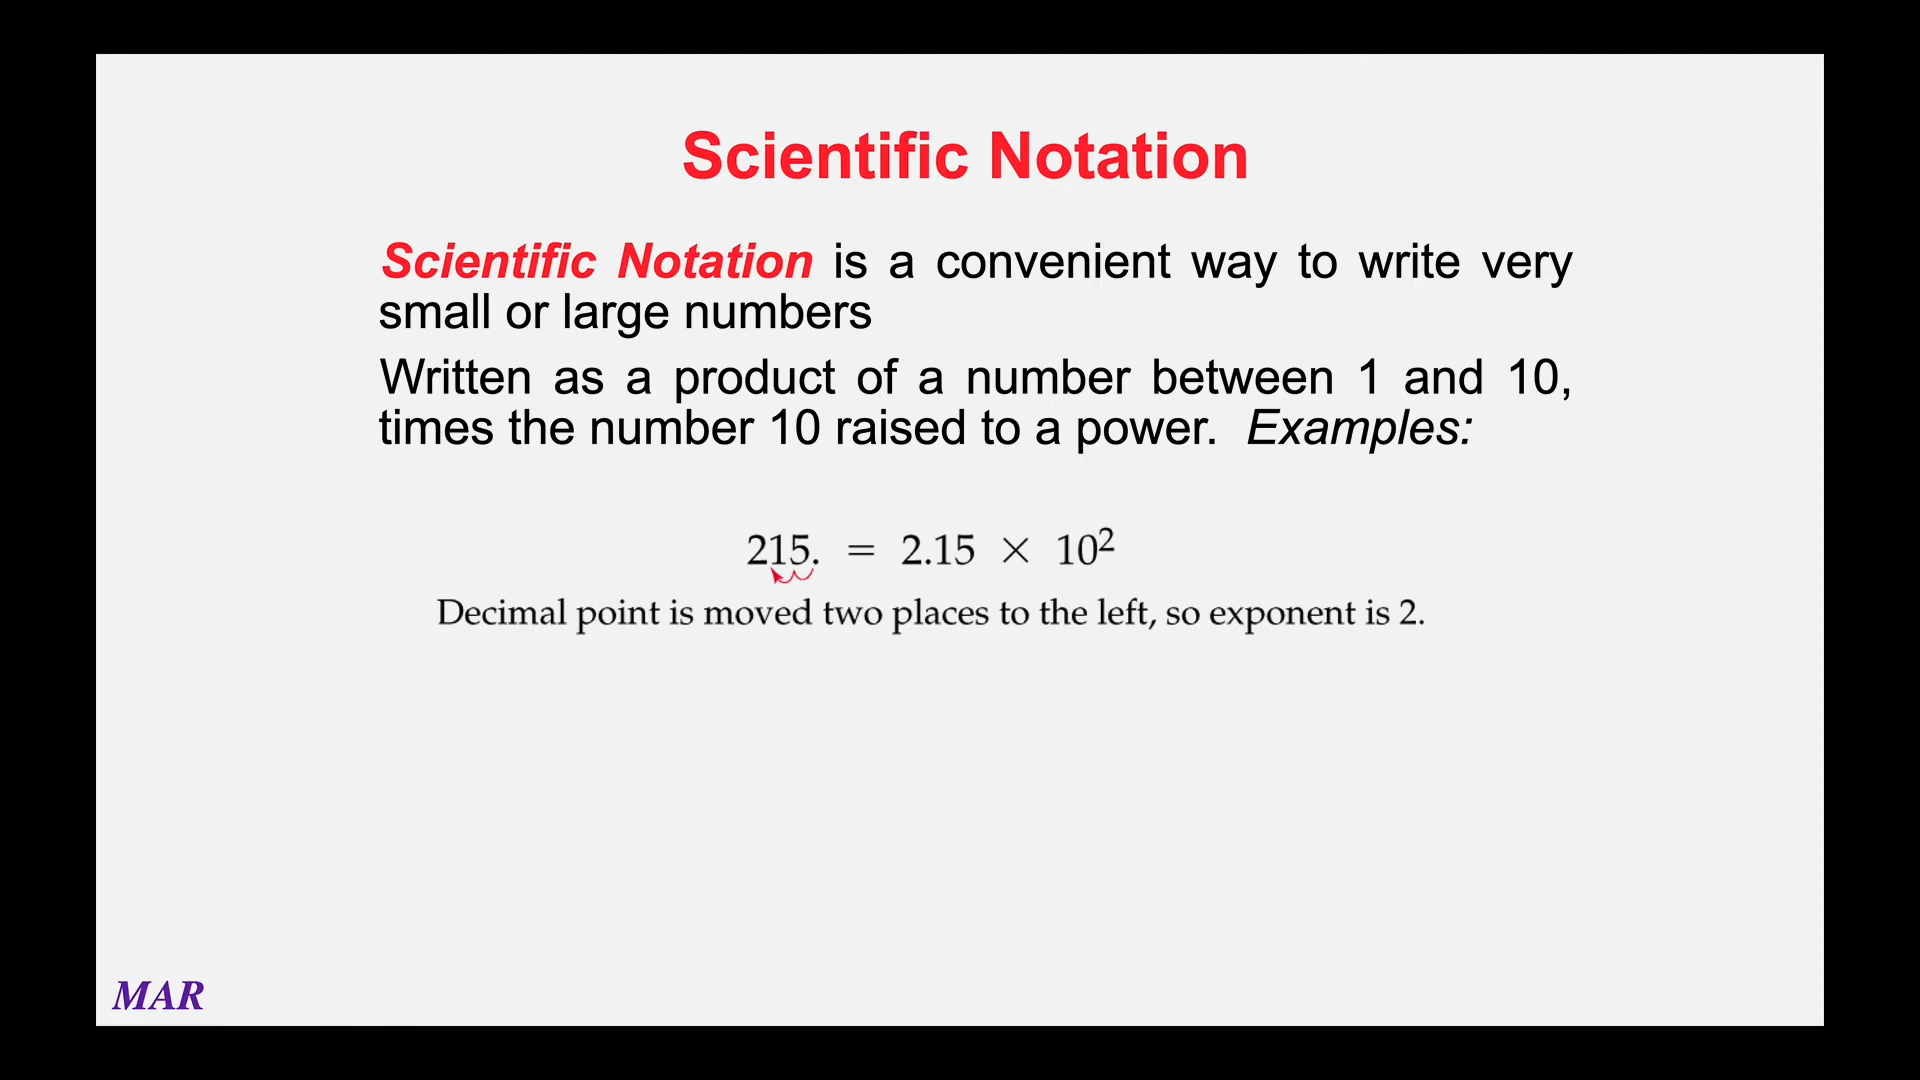 Scientific Notation
Scientific Notation is a convenient way to write very
small or large numbers
Written as a product of a number between 1 and 10,
times the number 10 raised to a power. Examples:
215. = 2.15 × 10²
Decimal point is moved two places to the left, so exponent is 2.
MAR